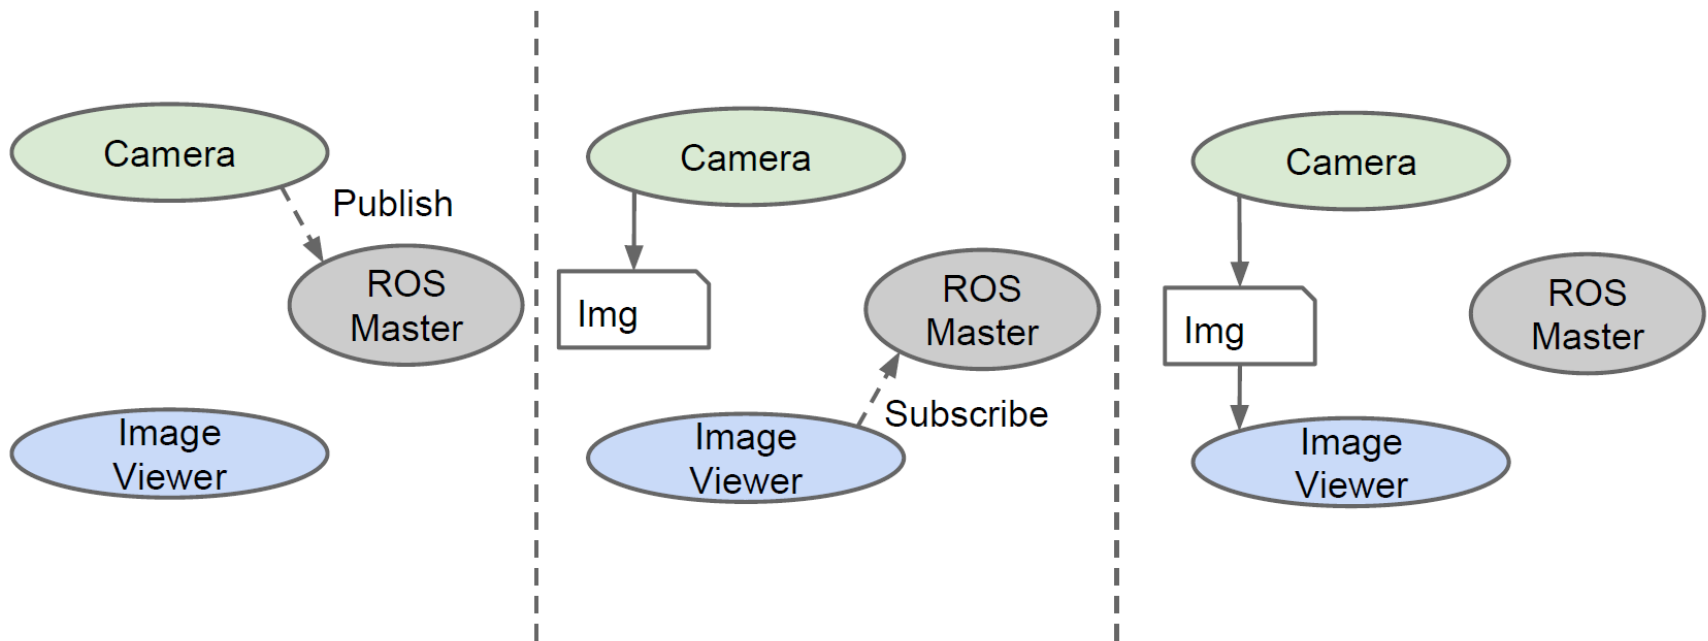 Camera
Publish
ROS
Master
Image
Viewer
Camera
Img
ROS
Master
Subscribe
Image
Viewer
Camera
Img
ROS
Master
Image
Viewer